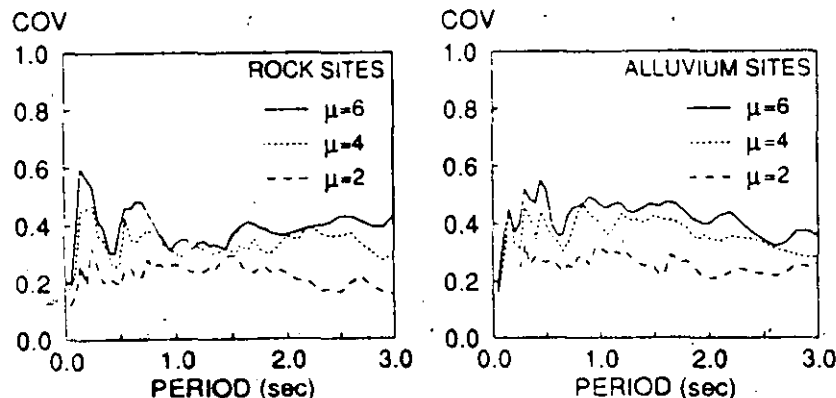 COV
1.0
0.8
0.6
0.4
0.2
0.0
ROCK SITES
μ=6
μ=4
μ=2
0.0 1.0 2.0 3.0
PERIOD (sec)
COV
1.0
0.8
0.6
0.4
0.2
0.0
ALLUVIUM SITES
μ=6
μ=4
μ=2
0.0 1.0 2.0 3.0
PERIOD (sec)